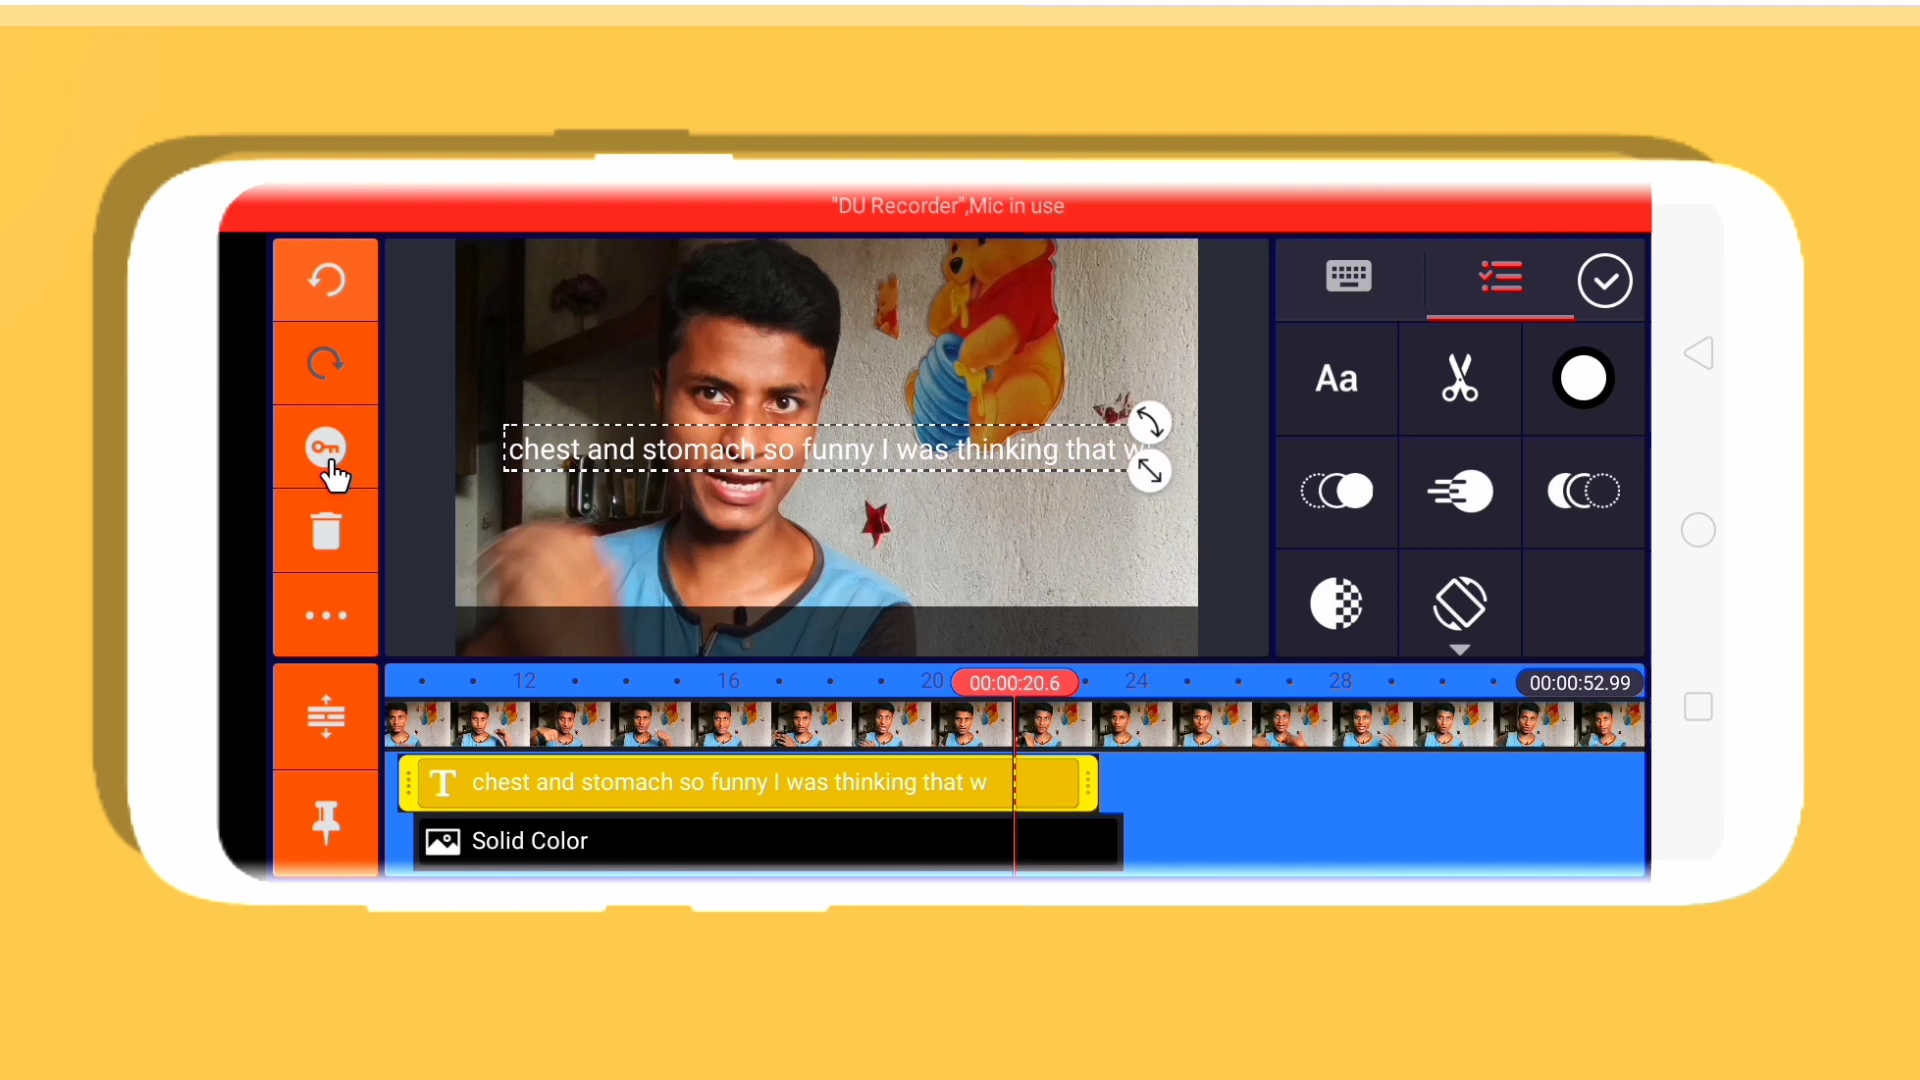 "DU Recorder",Mic in use
Aa
chest and stomach so funny I was thinking that w
12 16 20 00:00:20.6 24 28 00:00:52.99
T chest and stomach so funny I was thinking that w
Solid Color